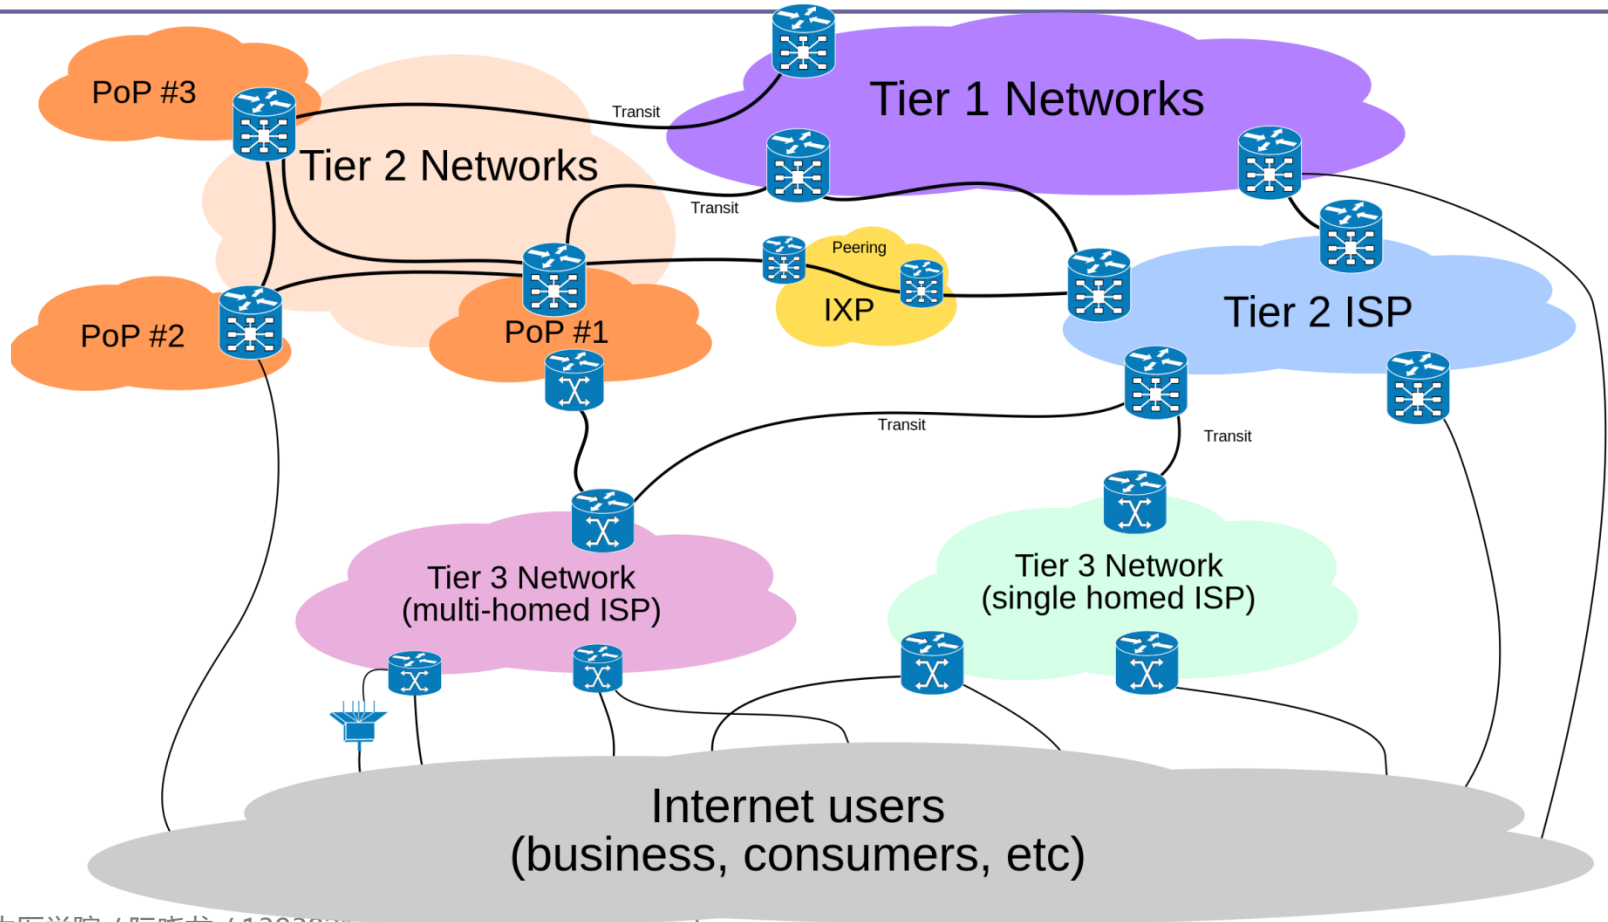 PoP #3
Transit
Tier 1 Networks
Tier 2 Networks
Transit
Peering
IXP
Tier 2 ISP
PoP #2
PoP #1
Transit
Transit
Tier 3 Network
(multi-homed ISP)
Tier 3 Network
(single homed ISP)
Internet users
(business, consumers, etc)